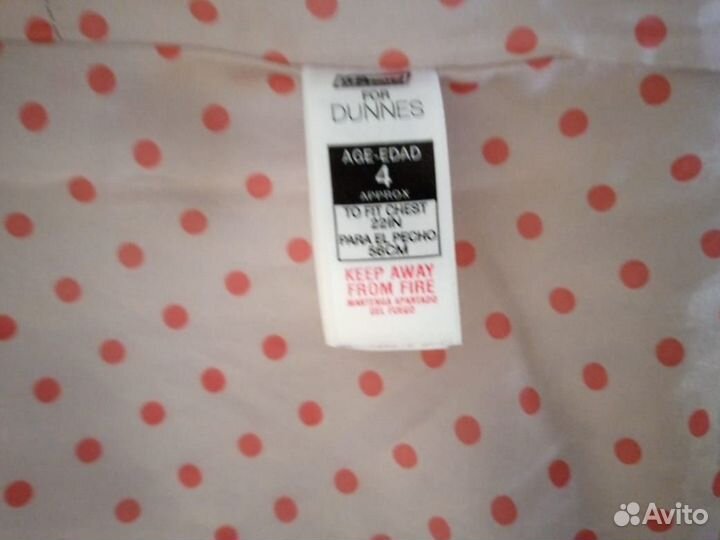 FOR
DUNNES
AGE-EDAD
4
APPROX
TO FIT CHEST
22IN
PARA EL PECHO
56CM
KEEP AWAY
FROM FIRE
MANTENGA APARTADO
DEL FUEGO
Avito